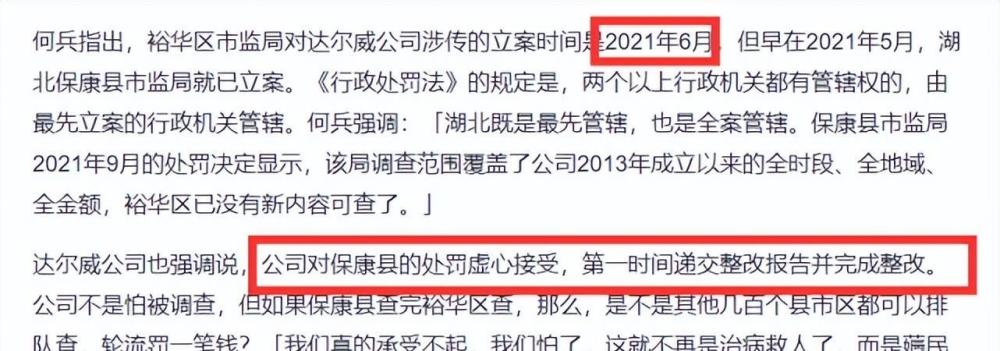 何兵指出，裕华区市监局对达尔威公司涉传的立案时间是2021年6月，但早在2021年5月，湖
北保康县市监局就已立案。《行政处罚法》的规定是，两个以上行政机关都有管辖权的，由
最先立案的行政机关管辖。何兵强调：「湖北既是最先管辖，也是全案管辖。保康县市监局
2021年9月的处罚决定显示，该局调查范围覆盖了公司2013年成立以来的全时段、全地域、
全金额，裕华区已没有新内容可查了。」
达尔威公司也强调说，公司对保康县的处罚虚心接受，第一时间递交整改报告并完成整改。
公司不是怕被调查，但如果保康县查完裕华区查，那么，是不是其他几百个县市区都可以排
队查，轮流罚一笔钱？「我们真的承受不起，我们怕了，这就不再是治病救人了，而是薅民